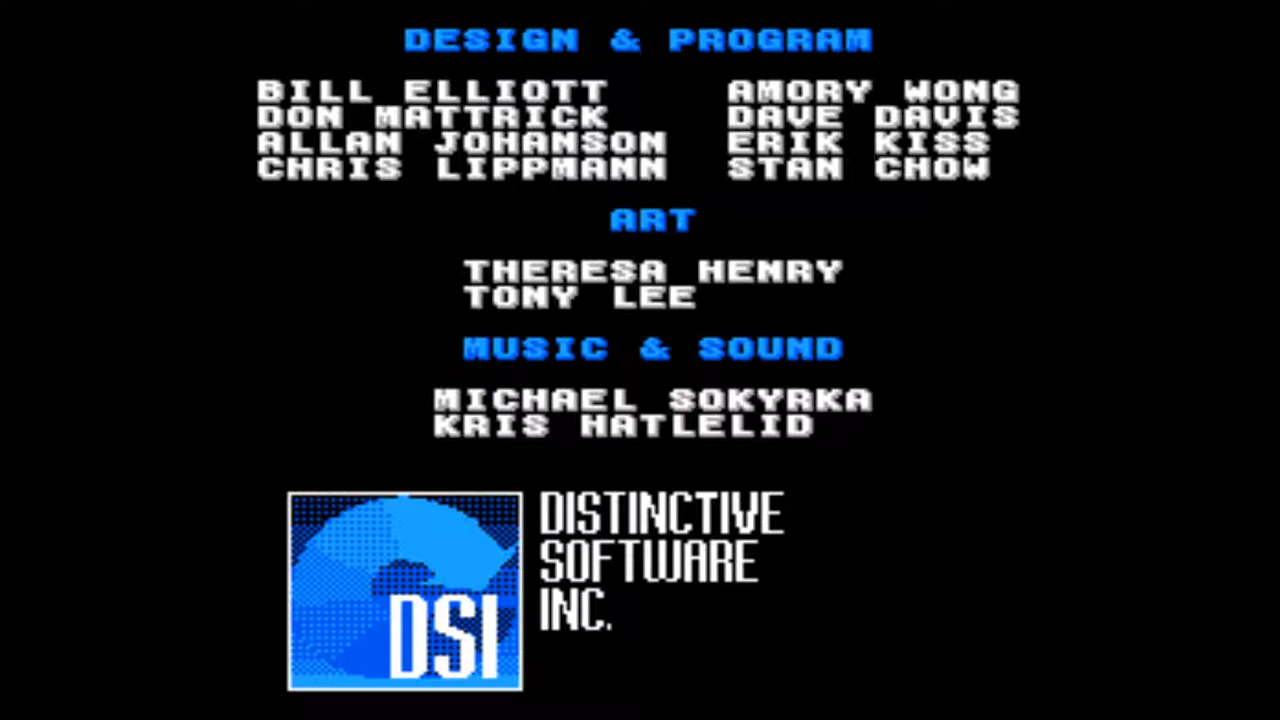 DESIGN & PROGRAM
BILL ELLIOTT AMORY WONG
DON MATTRICK DAVE DAVIS
ALLAN JOHANSON ERIK KISS
CHRIS LIPPMANN STAN CHOW
ART
THERESA HENRY
TONY LEE
MUSIC & SOUND
MICHAEL SOKYRKA
KRIS HATLELID
DSI
DISTINCTIVE
SOFTWARE
INC.